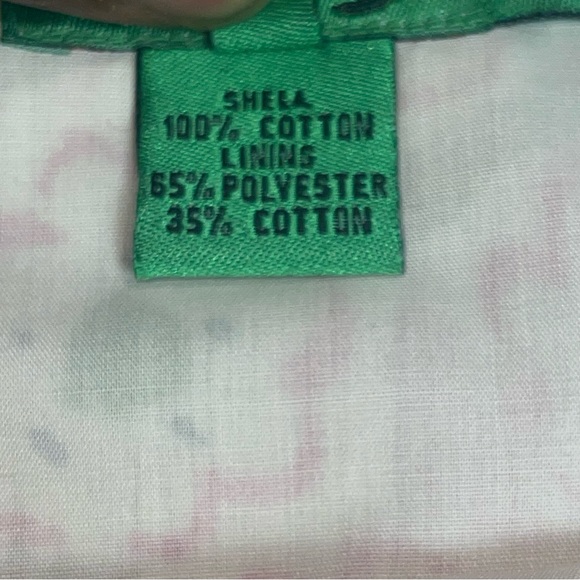 SHELL
100% COTTON
LINING
65% POLYESTER
35% COTTON